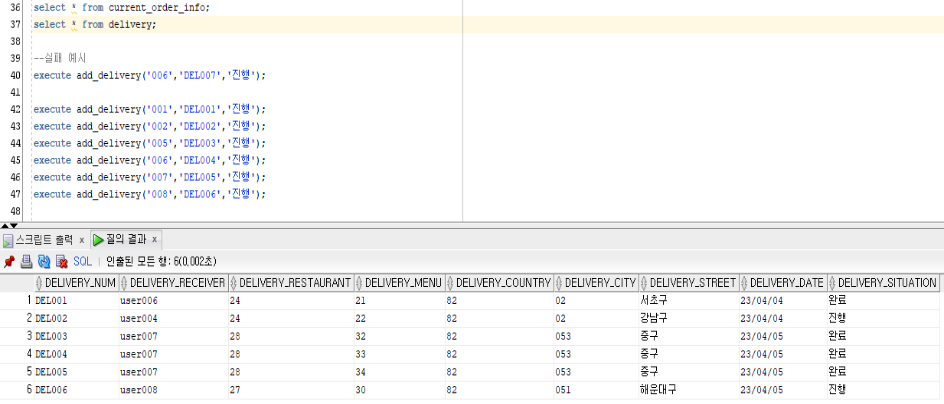 36 select * from current_order_info;
37 select * from delivery;
38
39 --실패 예시
40 execute add_delivery('006','DEL007','진행');
41
42 execute add_delivery('001','DEL001','진행');
43 execute add_delivery('002','DEL002','진행');
44 execute add_delivery('005','DEL003','진행');
45 execute add_delivery('006','DEL004','진행');
46 execute add_delivery('007','DEL005','진행');
47 execute add_delivery('008','DEL006','진행');
48
스크립트 출력 x 질의 결과 x
SQL | 인출된 모든 행: 6(0,002초)
DELIVERY_NUM DELIVERY_RECEIVER DELIVERY_RESTAURANT DELIVERY_MENU DELIVERY_COUNTRY DELIVERY_CITY DELIVERY_STREET DELIVERY_DATE DELIVERY_SITUATION
1 DEL001 user006 24 21 82 02 서초구 23/04/04 완료
2 DEL002 user004 24 22 82 02 강남구 23/04/04 진행
3 DEL003 user007 28 32 82 053 중구 23/04/05 완료
4 DEL004 user007 28 33 82 053 중구 23/04/05 완료
5 DEL005 user007 28 34 82 053 중구 23/04/05 완료
6 DEL006 user008 27 30 82 051 해운대구 23/04/05 진행